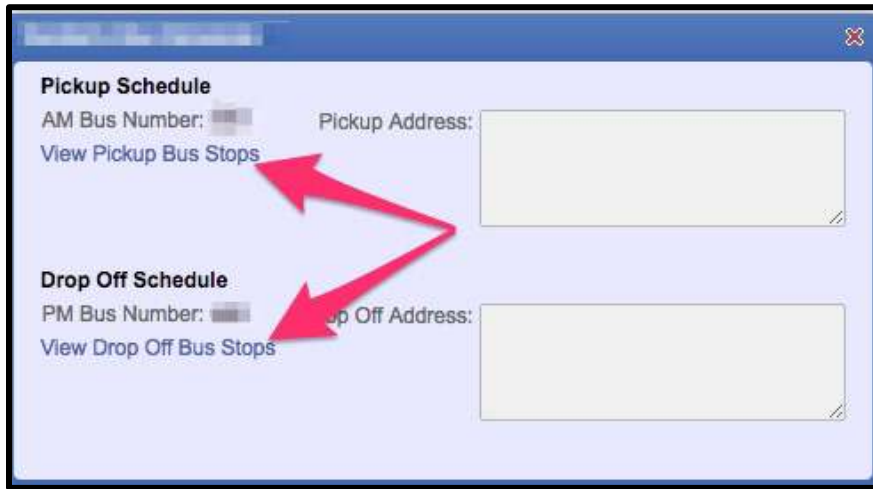 Pickup Schedule
AM Bus Number:
Pickup Address:
View Pickup Bus Stops
Drop Off Schedule
PM Bus Number:
Off Address:
View Drop Off Bus Stops